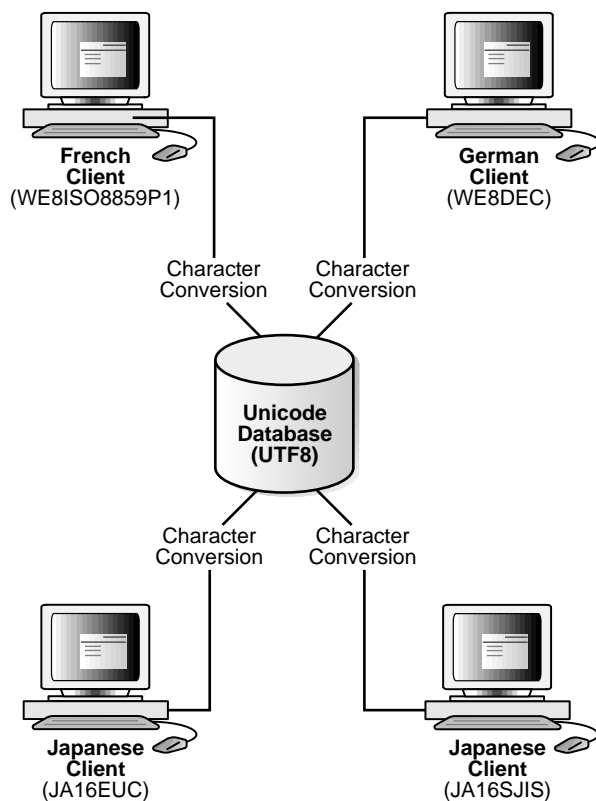 French
Client
(WE8ISO8859P1)
German
Client
(WE8DEC)
Character
Conversion
Character
Conversion
Unicode
Database
(UTF8)
Character
Conversion
Character
Conversion
Japanese
Client
(JA16EUC)
Japanese
Client
(JA16SJIS)